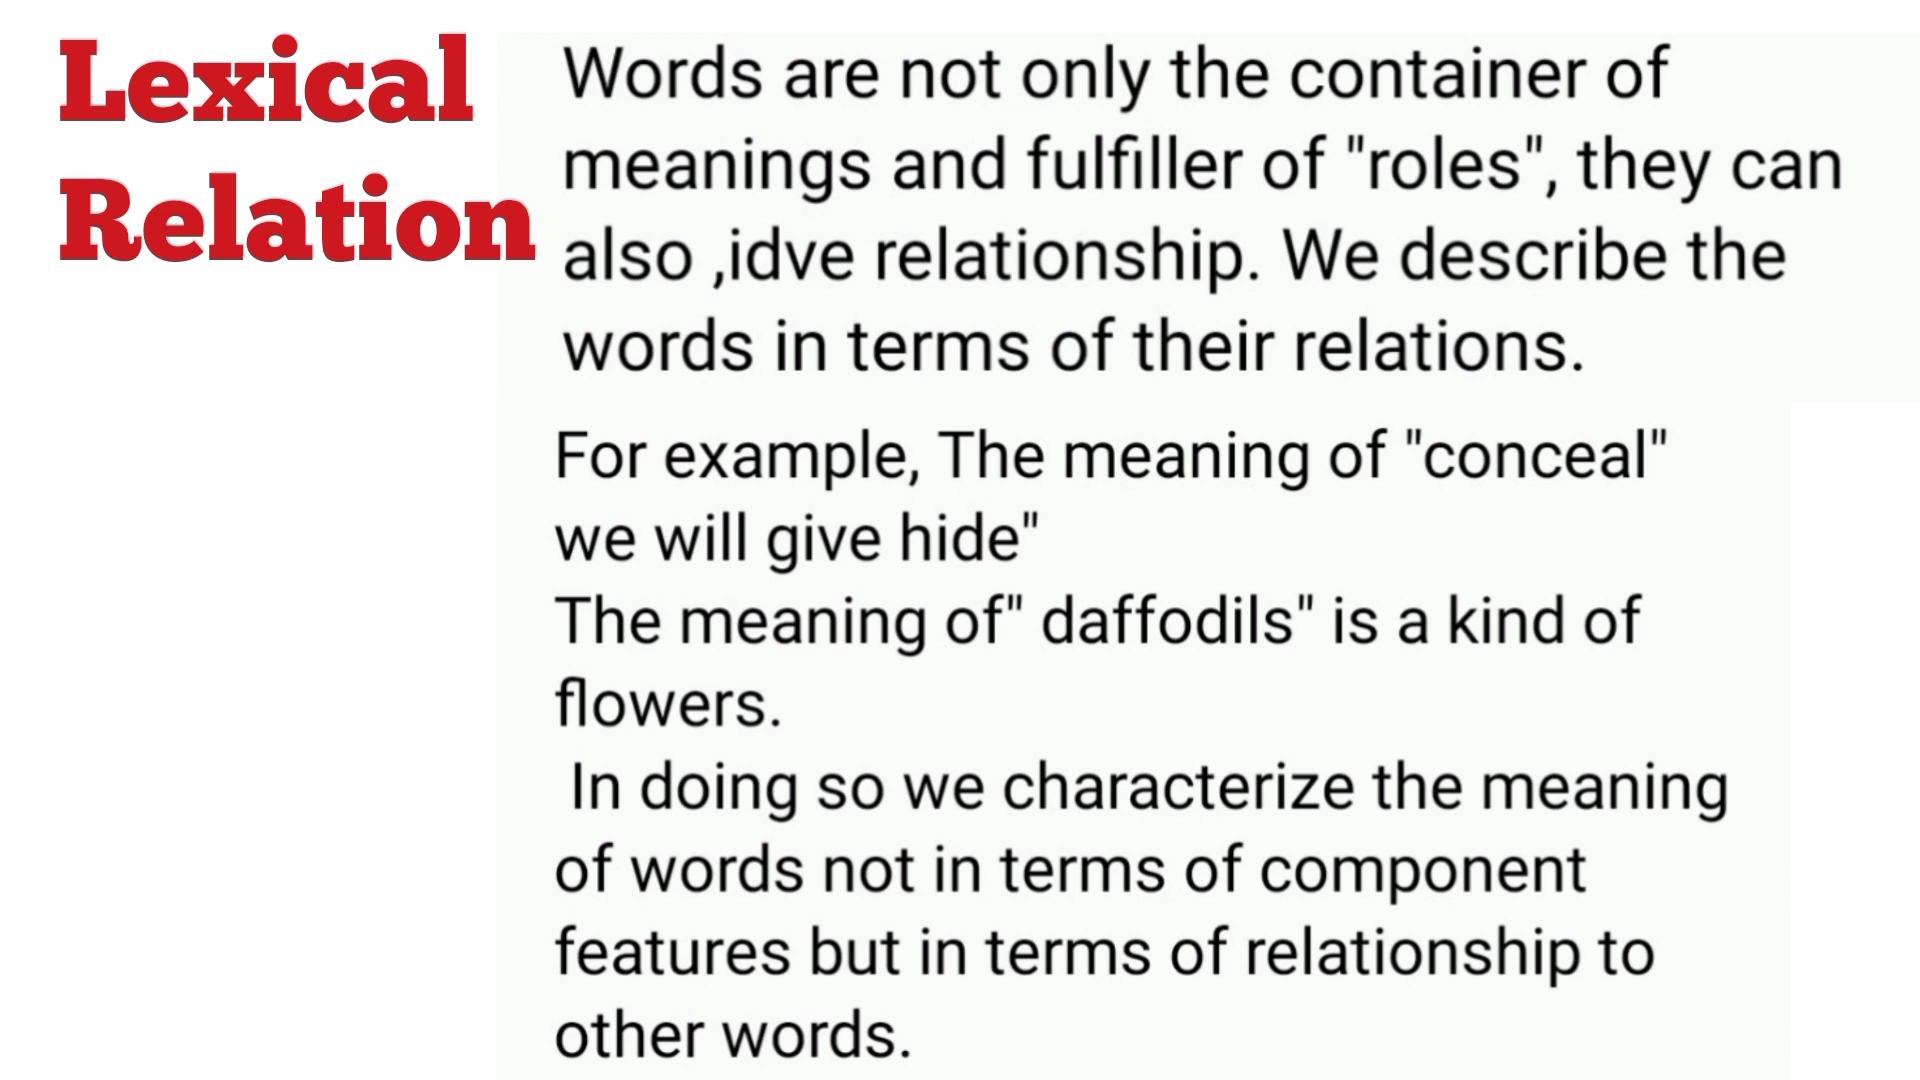 Lexical
Relation
Words are not only the container of
meanings and fulfiller of "roles", they can
also ,idve relationship. We describe the
words in terms of their relations.
For example, The meaning of "conceal"
we will give hide"
The meaning of" daffodils" is a kind of
flowers.
In doing so we characterize the meaning
of words not in terms of component
features but in terms of relationship to
other words.